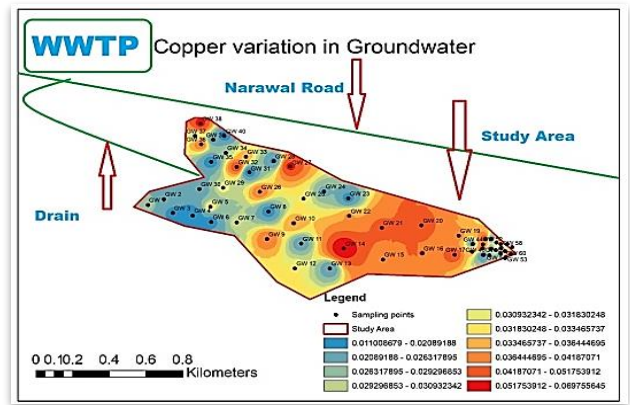 WWTP
Copper variation in Groundwater
Narawal Road
Study Area
Drain
GW 38
GW 40
GW 34
GW 33
GW 35
GW 32
GW 31
GW 30
GW 29
GW 2
GW 5
GW 3
GW 6
GW 7
GW 8
GW 26
GW 24
GW 23
GW 22
GW 21
GW 20
GW 10
GW 9
GW 11
GW 14
GW 12
GW 13
GW 15
GW 16
GW 19
GW 53
Legend
Sampling points
Study Area
0.011008679 - 0.02089188
0.02089188 - 0.026317895
0.026317895 - 0.029296853
0.029296853 - 0.030932342
0.030932342 - 0.031830248
0.031830248 - 0.033465737
0.033465737 - 0.036444695
0.036444695 - 0.04187071
0.04187071 - 0.051753912
0.051753912 - 0.069755645
0 0.1 0.2 0.4 0.6 0.8
Kilometers